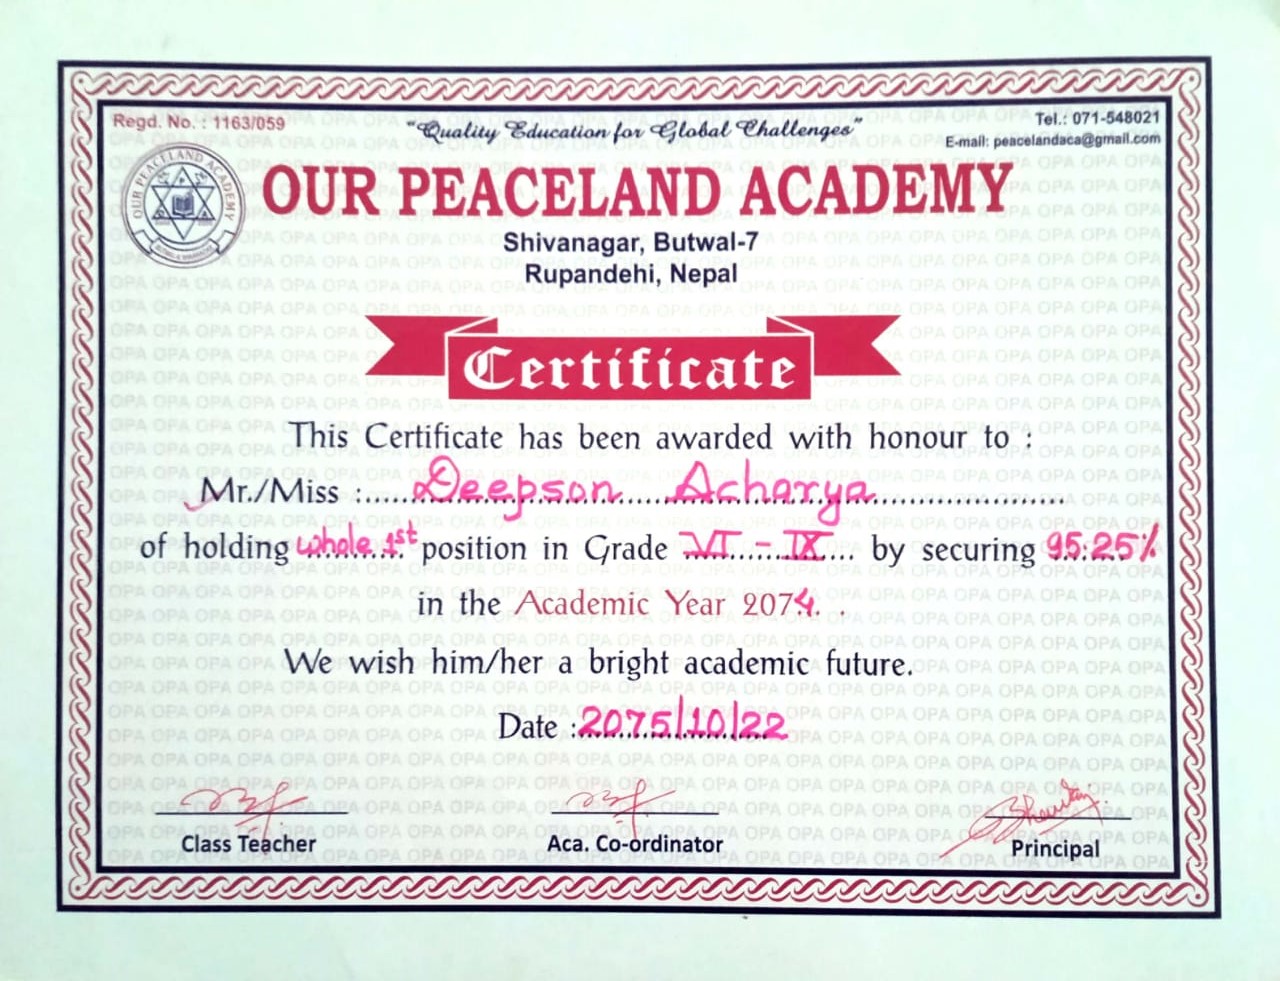 Regd. No. : 1163/059
"Quality Education for Global Challenges"
Tel.: 071-548021
E-mail: peacelandaca@gmail.com
OUR PEACELAND ACADEMY
OUR PEACELAND ACADEMY
Shivanagar, Butwal-7
Rupandehi, Nepal
Certificate
This Certificate has been awarded with honour to :
Mr./Miss :.....Deepson.....Acharya.....................
of holding whole 1st position in Grade VI - IX by securing 95.25%
in the Academic Year 2074.
We wish him/her a bright academic future.
Date :2075/10/22
Class Teacher
Aca. Co-ordinator
Principal